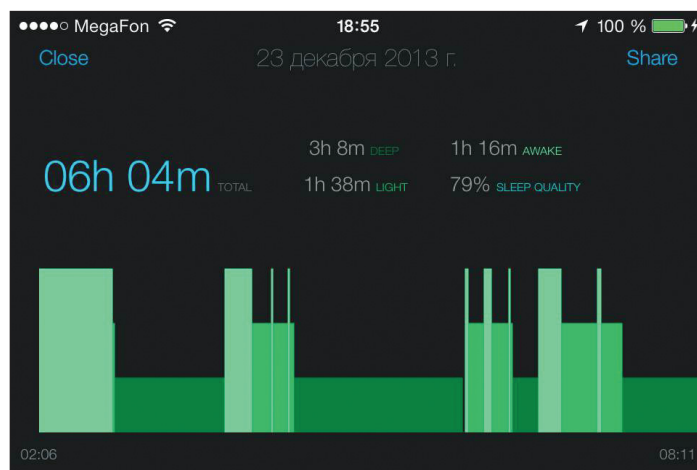 MegaFon 18:55 100 %
Close 23 декабря 2013 г. Share
06h 04m TOTAL
3h 8m DEEP 1h 16m AWAKE
1h 38m LIGHT 79% SLEEP QUALITY
02:06 08:11